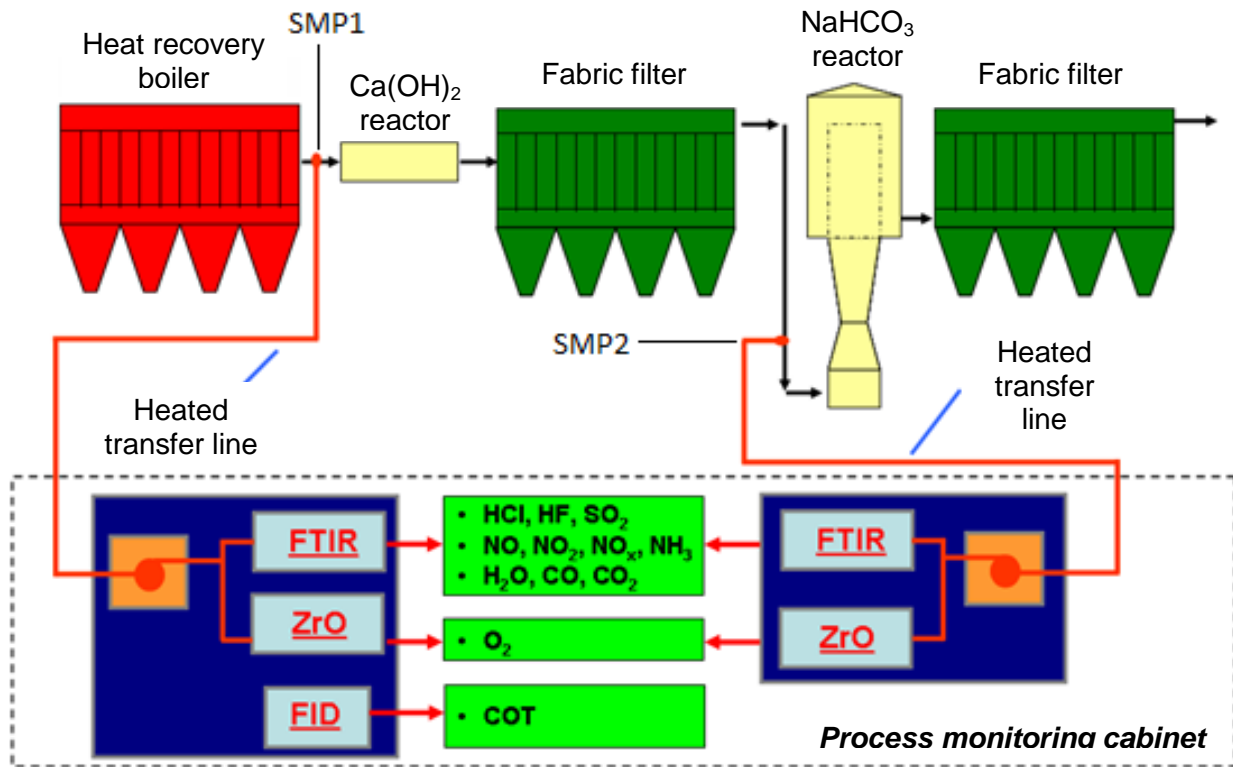 SMP1
Heat recovery
boiler
Ca(OH)2
reactor
Fabric filter
NaHCO3
reactor
Fabric filter
SMP2
Heated
transfer line
Heated
transfer
line
FTIR
ZrO
FID
• HCl, HF, SO2
• NO, NO2, NOx, NH3
• H2O, CO, CO2
• O2
• COT
FTIR
ZrO
Process monitoring cabinet